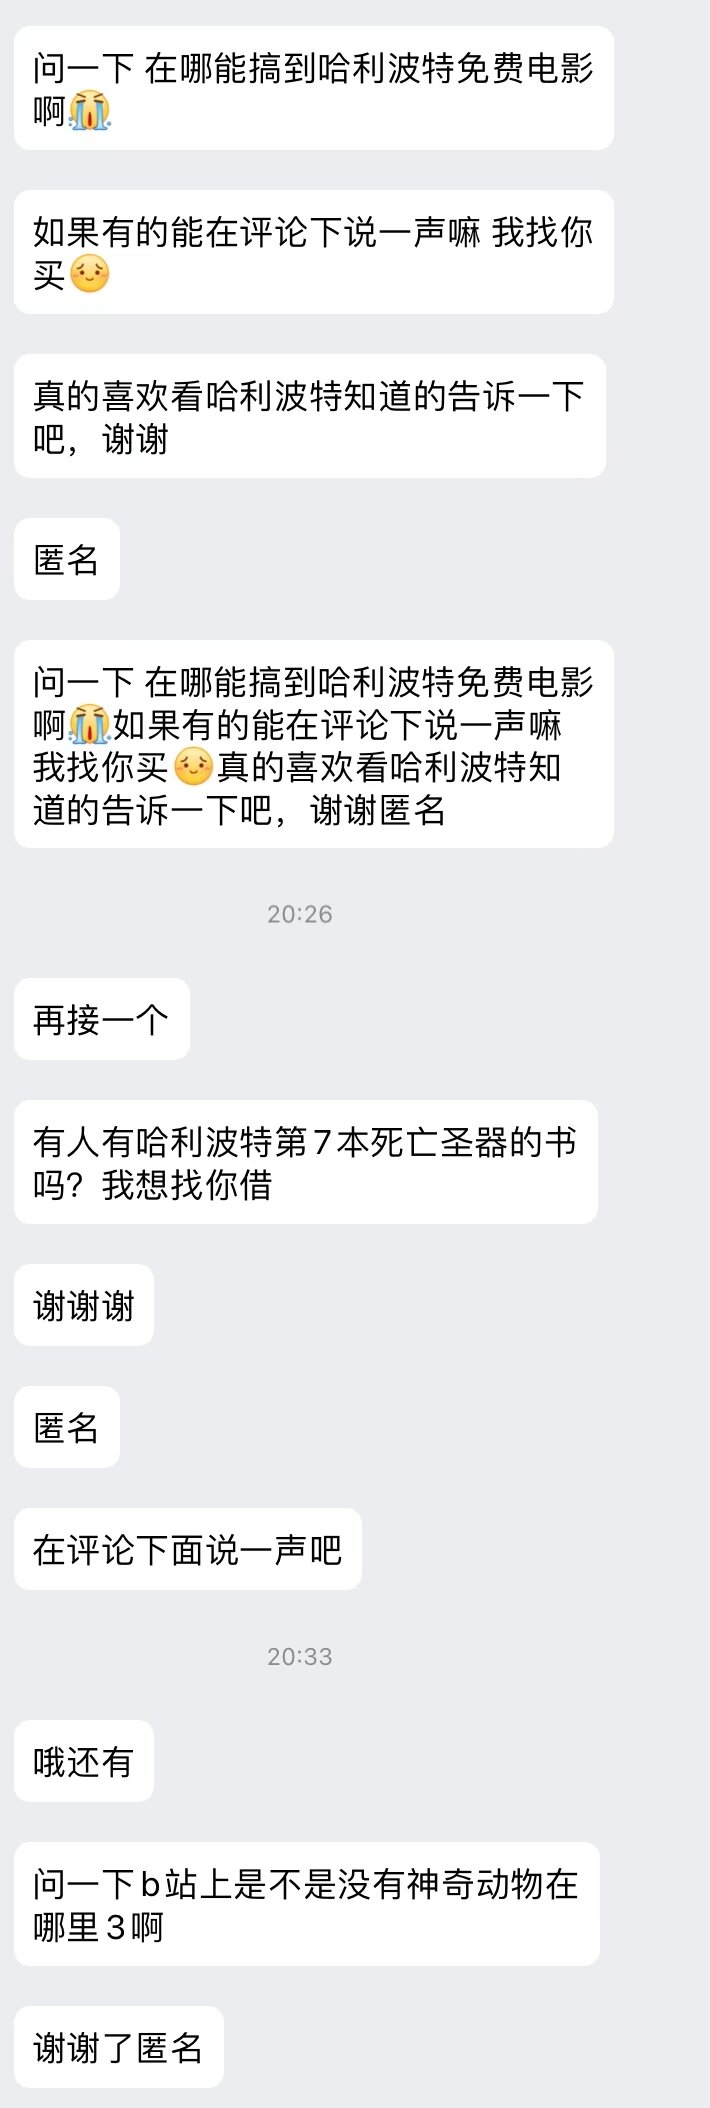 问一下 在哪能搞到哈利波特免费电影
啊😭
如果有的能在评论下说一声嘛 我找你
买😔
真的喜欢看哈利波特知道的告诉一下
吧，谢谢
匿名
问一下 在哪能搞到哈利波特免费电影
啊😭如果有的能在评论下说一声嘛
我找你买😔真的喜欢看哈利波特知
道的告诉一下吧，谢谢匿名
20:26
再接一个
有人有哈利波特第7本死亡圣器的书
吗？我想找你借
谢谢谢
匿名
在评论下面说一声吧
20:33
哦还有
问一下b站上是不是没有神奇动物在
哪里3啊
谢谢了匿名